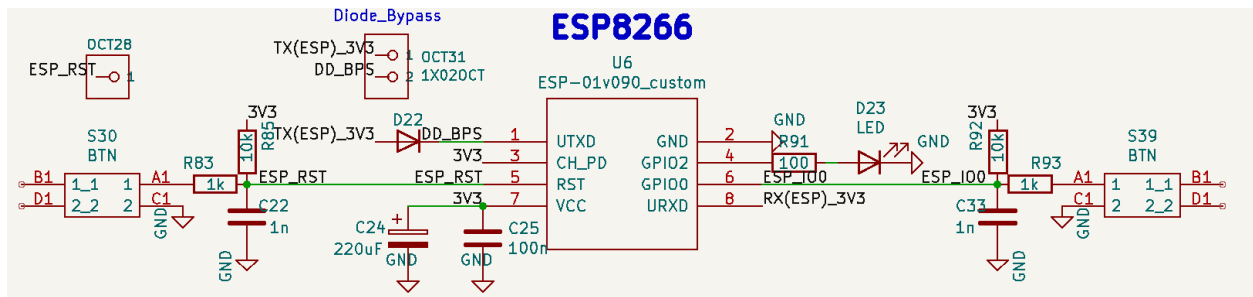 Diode_Bypass
ESP8266
OCT28
ESP_RST
1
TX(ESP)_3V3
DD_BPS
1
2
OCT31
1X02OCT
U6
ESP-01v090_custom
S30
BTN
B1
D1
1_1
2_2
1
2
A1
C1
GND
R83
1k
3V3
R85
10k
ESP_RST
C22
1n
GND
TX(ESP)_3V3
D22
DD_BPS
3V3
ESP_RST
3V3
C24
220uF
GND
C25
100n
GND
1
3
5
7
UTXD
CH_PD
RST
VCC
GND
GPIO2
GPIO0
URXD
2
4
6
8
GND
R91
100
D23
LED
GND
ESP_IO0
ESP_IO0
RX(ESP)_3V3
3V3
R92
10k
R93
1k
C33
1n
GND
A1
C1
GND
S39
BTN
1
2
1_1
2_2
B1
D1